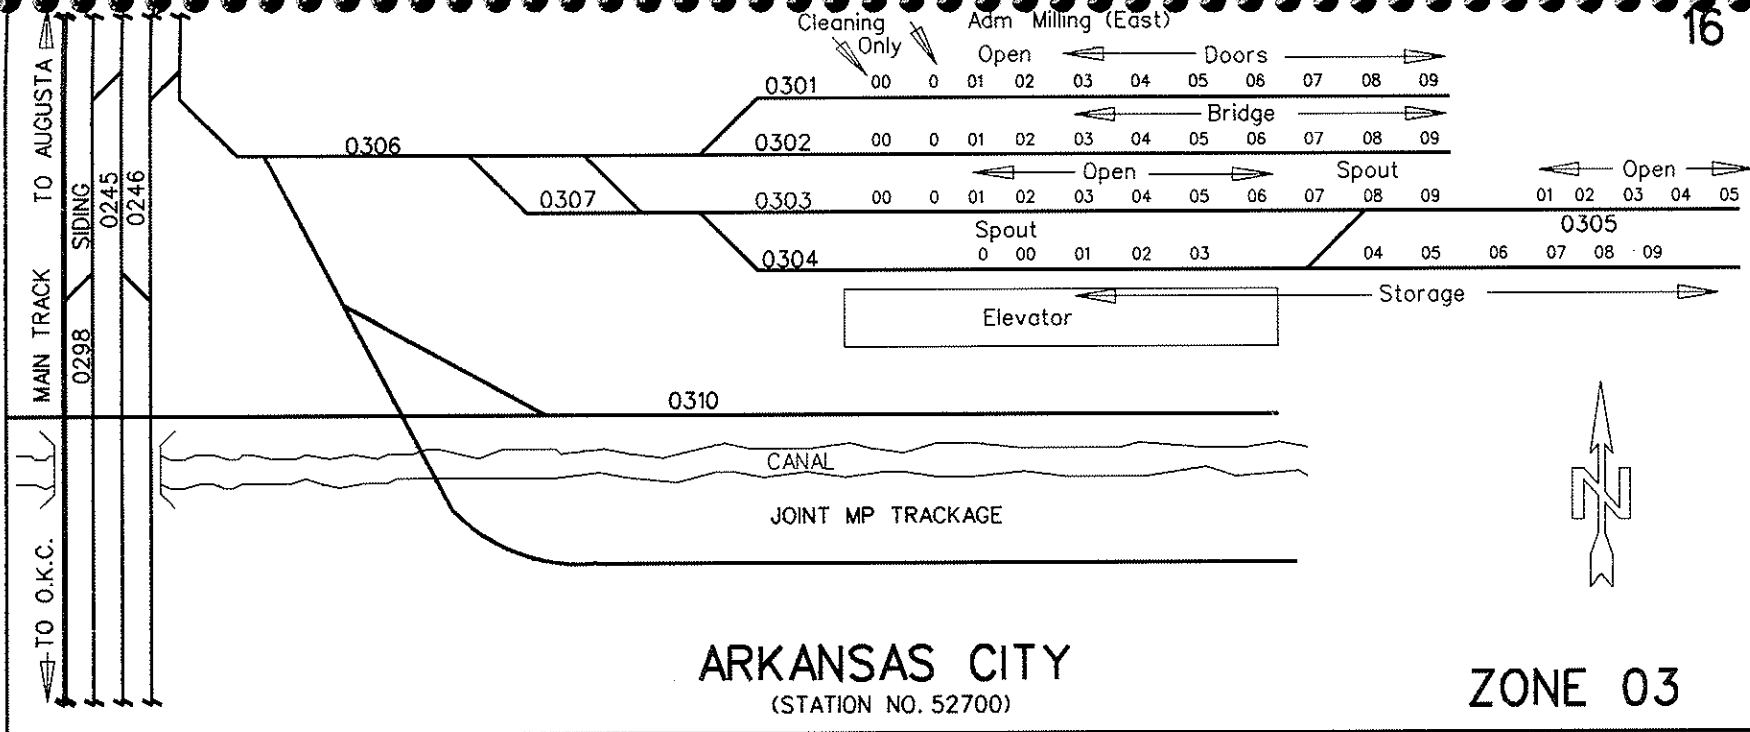 16
Cleaning Only
Adm Milling (East)
Open Doors
0301 00 0 01 02 03 04 05 06 07 08 09
Bridge
0302 00 0 01 02 03 04 05 06 07 08 09
Open Spout Open
0303 00 0 01 02 03 04 05 06 07 08 09 01 02 03 04 05
0305
Spout
0304 0 00 01 02 03 04 05 06 07 08 09
Storage
Elevator
0306
0307
0310
TO AUGUSTA
MAIN TRACK
TO O.K.C.
SIDING
0298
0245
0246
CANAL
JOINT MP TRACKAGE
N
ARKANSAS CITY
(STATION NO. 52700)
ZONE 03